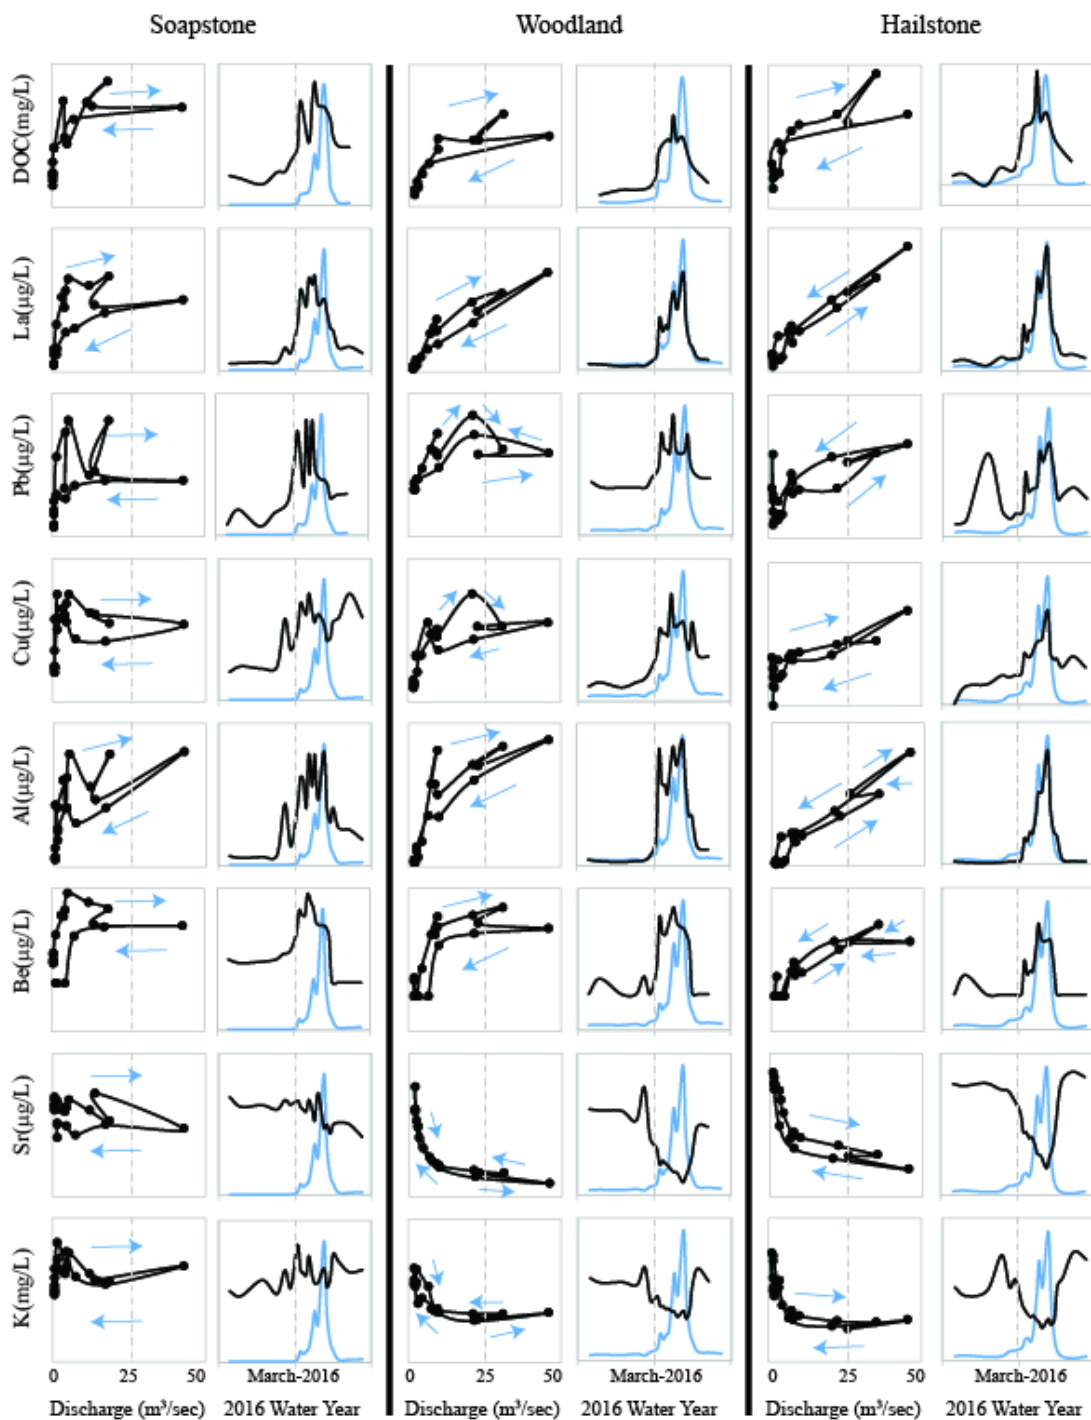 Soapstone Woodland Hailstone
DOC(mg/L)
La(µg/L)
Pb(µg/L)
Cu(µg/L)
Al(µg/L)
Be(µg/L)
Sr(µg/L)
K(mg/L)
0 25 50 March-2016 0 25 50 March-2016 0 25 50 March-2016
Discharge (m³/sec) 2016 Water Year Discharge (m³/sec) 2016 Water Year Discharge (m³/sec) 2016 Water Year